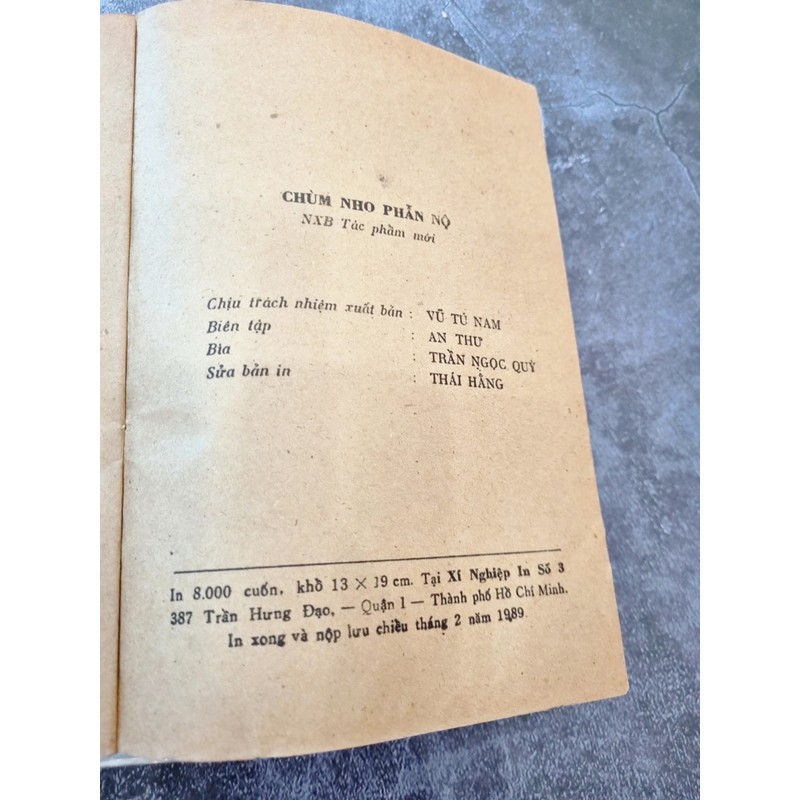 CHÙM NHO PHẪN NỘ
NXB Tác phẩm mới
Chịu trách nhiệm xuất bản : VŨ TÚ NAM
Biên tập : AN THƯ
Bìa : TRẦN NGỌC QUỲ
Sửa bản in : THÁI HẰNG
In 8.000 cuốn, khổ 13 × 19 cm. Tại Xí Nghiệp In Số 3
387 Trần Hưng Đạo, — Quận I — Thành phố Hồ Chí Minh.
In xong và nộp lưu chiều tháng 2 năm 1989.